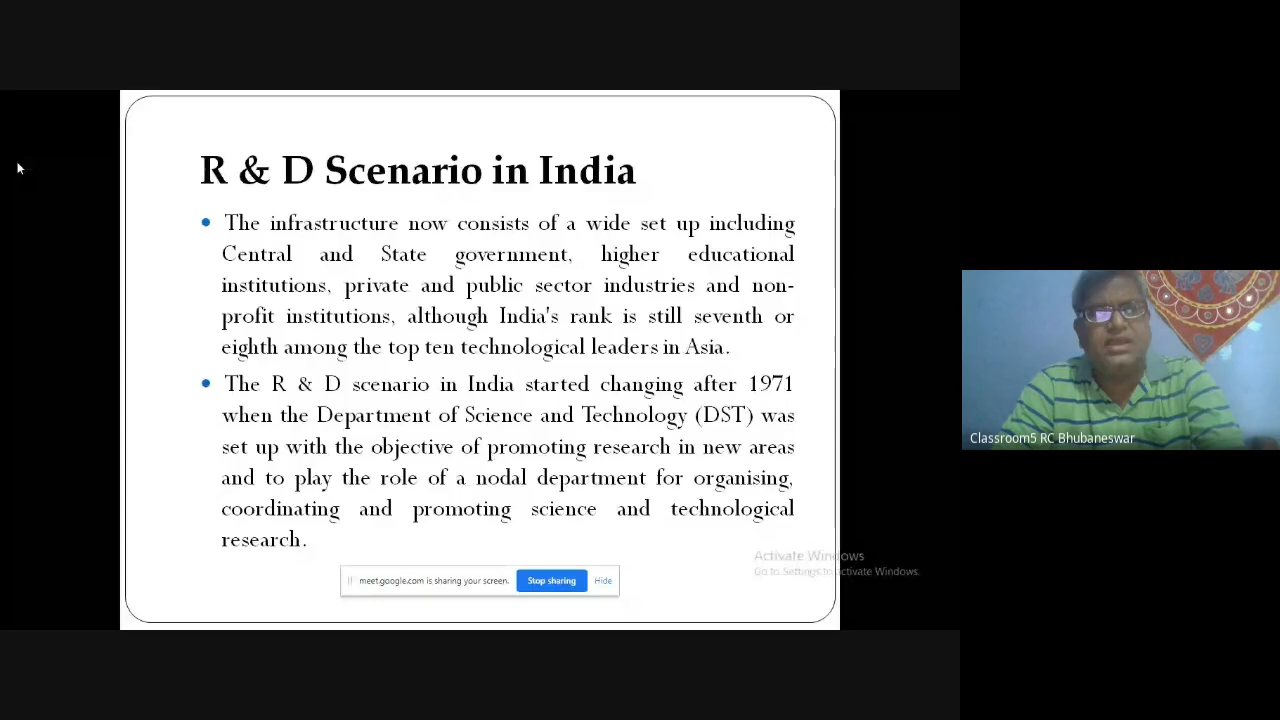 R & D Scenario in India
The infrastructure now consists of a wide set up including
Central and State government, higher educational
institutions, private and public sector industries and non-
profit institutions, although India's rank is still seventh or
eighth among the top ten technological leaders in Asia.
The R & D scenario in India started changing after 1971
when the Department of Science and Technology (DST) was
set up with the objective of promoting research in new areas
and to play the role of a nodal department for organising,
coordinating and promoting science and technological
research.
meet.google.com is sharing your screen. Stop sharing Hide
Activate Windows
Go to Settings to activate Windows.
Classroom5 RC Bhubaneswar